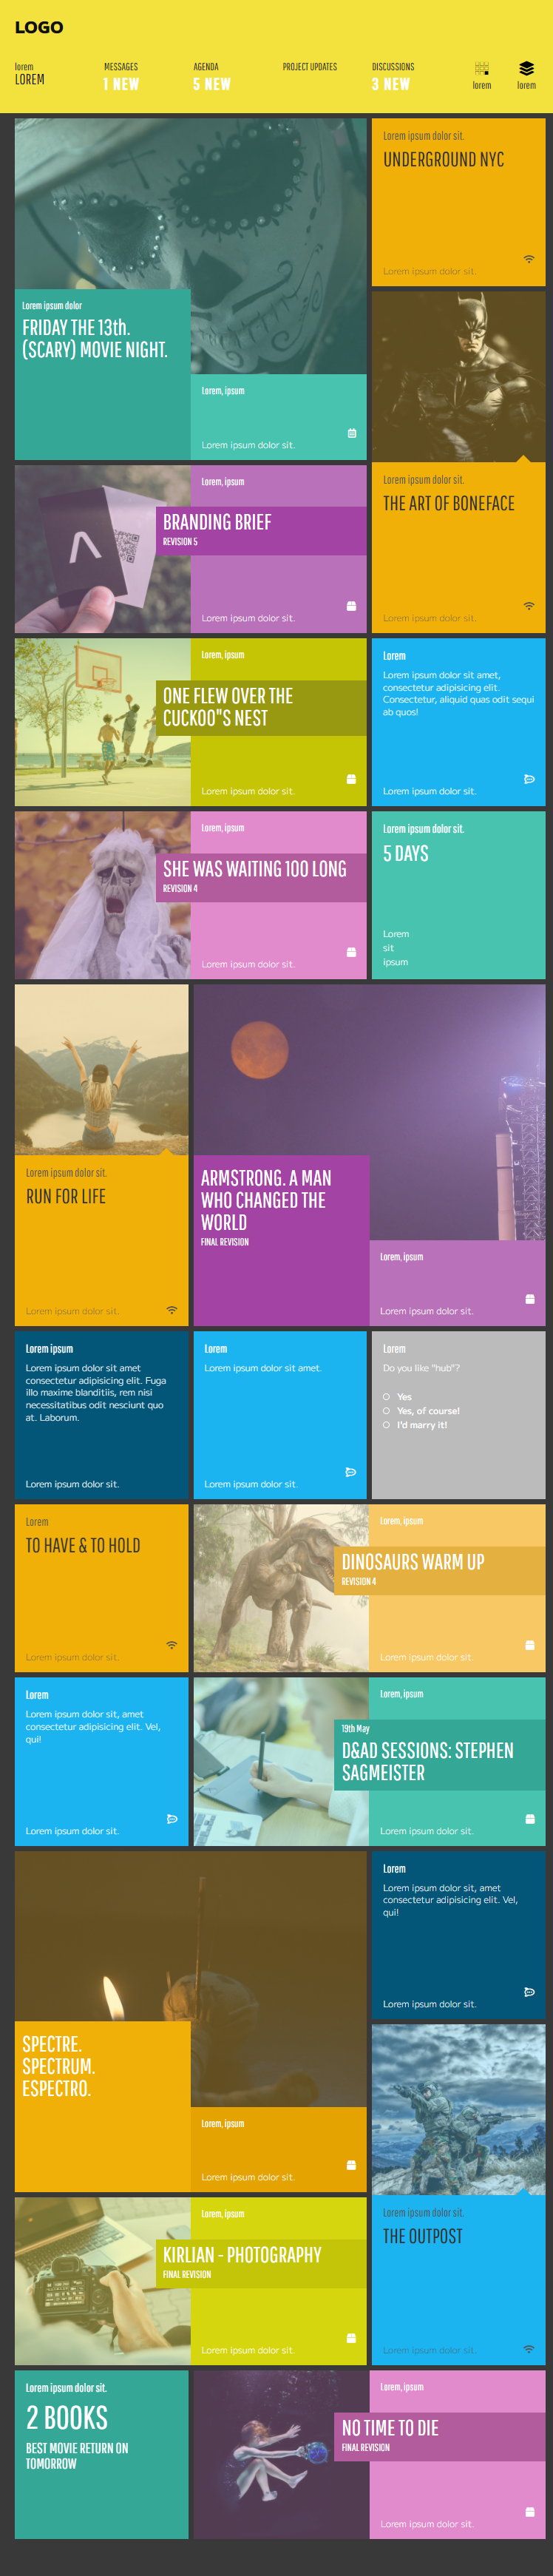 LOGO
lorem
LOREM
MESSAGES
1 NEW
AGENDA
5 NEW
PROJECT UPDATES
DISCUSSIONS
3 NEW
lorem
lorem
Lorem ipsum dolor
FRIDAY THE 13th.
(SCARY) MOVIE NIGHT.
Lorem, ipsum
Lorem ipsum dolor sit.
Lorem ipsum dolor sit.
UNDERGROUND NYC
Lorem ipsum dolor sit.
Lorem ipsum dolor sit.
THE ART OF BONEFACE
Lorem ipsum dolor sit.
Lorem, ipsum
BRANDING BRIEF
REVISION 5
Lorem ipsum dolor sit.
Lorem, ipsum
ONE FLEW OVER THE
CUCKOO"S NEST
Lorem ipsum dolor sit.
Lorem
Lorem ipsum dolor sit amet,
consectetur adipisicing elit.
Consectetur, aliquid quas odit sequi
ab quos!
Lorem ipsum dolor sit.
Lorem, ipsum
SHE WAS WAITING 100 LONG
REVISION 4
Lorem ipsum dolor sit.
Lorem ipsum dolor sit.
5 DAYS
Lorem
sit
ipsum
Lorem ipsum dolor sit.
RUN FOR LIFE
Lorem ipsum dolor sit.
ARMSTRONG. A MAN
WHO CHANGED THE
WORLD
FINAL REVISION
Lorem, ipsum
Lorem ipsum dolor sit.
Lorem ipsum
Lorem ipsum dolor sit amet
consectetur adipisicing elit. Fuga
illo maxime blanditiis, rem nisi
necessitatibus odit nesciunt quo
at. Laborum.
Lorem ipsum dolor sit.
Lorem
Lorem ipsum dolor sit amet.
Lorem ipsum dolor sit.
Lorem
Do you like "hub"?
Yes
Yes, of course!
I'd marry it!
Lorem
TO HAVE & TO HOLD
Lorem ipsum dolor sit.
Lorem, ipsum
DINOSAURS WARM UP
REVISION 4
Lorem ipsum dolor sit.
Lorem
Lorem ipsum dolor sit, amet
consectetur adipisicing elit. Vel,
qui!
Lorem ipsum dolor sit.
Lorem, ipsum
19th May
D&AD SESSIONS: STEPHEN
SAGMEISTER
Lorem ipsum dolor sit.
SPECTRE.
SPECTRUM.
ESPECTRO.
Lorem, ipsum
Lorem ipsum dolor sit.
Lorem
Lorem ipsum dolor sit, amet
consectetur adipisicing elit. Vel,
qui!
Lorem ipsum dolor sit.
Lorem ipsum dolor sit.
THE OUTPOST
Lorem ipsum dolor sit.
Lorem, ipsum
KIRLIAN - PHOTOGRAPHY
FINAL REVISION
Lorem ipsum dolor sit.
Lorem ipsum dolor sit.
2 BOOKS
BEST MOVIE RETURN ON
TOMORROW
Lorem, ipsum
NO TIME TO DIE
FINAL REVISION
Lorem ipsum dolor sit.